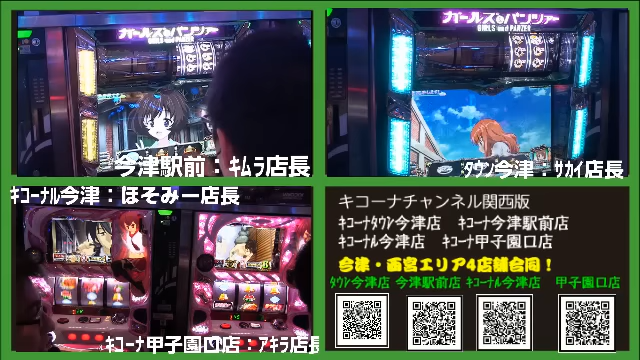 ガールズ&パンツァー
GIRLS und PANZER
今津駅前：ｷﾑﾗ店長
ガールズ&パンツァー
GIRLS und PANZER
ﾀｳﾝ今津：ｻｶｲ店長
ｷｺｰﾅﾙ今津：ほそみー店長
ｷｺｰﾅ甲子園口店：ｱｷﾗ店長
キコーナチャンネル関西版
ｷｺｰﾅﾀｳﾝ今津店　ｷｺｰﾅ今津駅前店
ｷｺｰﾅﾙ今津店　ｷｺｰﾅ甲子園口店
今津・西宮エリア4店舗合同！
ﾀｳﾝ今津店 今津駅前店 ｷｺｰﾅﾙ今津店　甲子園口店